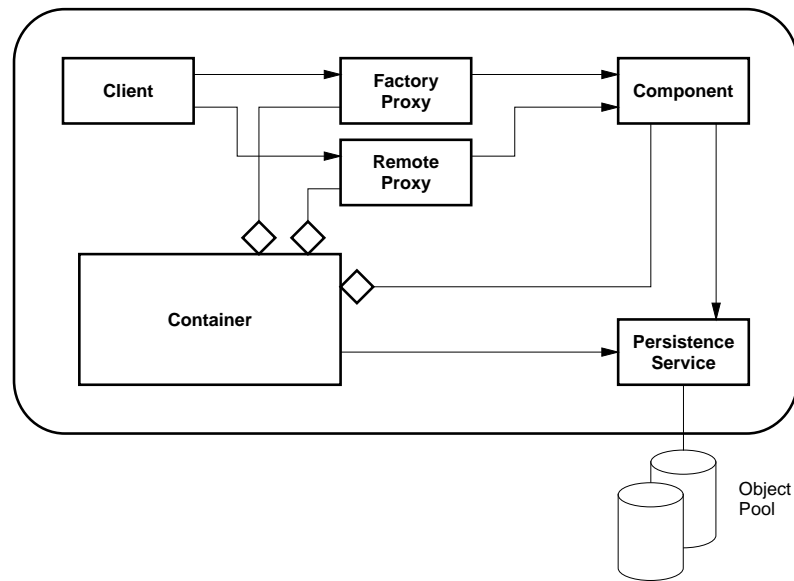 Client
Factory
Proxy
Component
Remote
Proxy
Container
Persistence
Service
Object
Pool